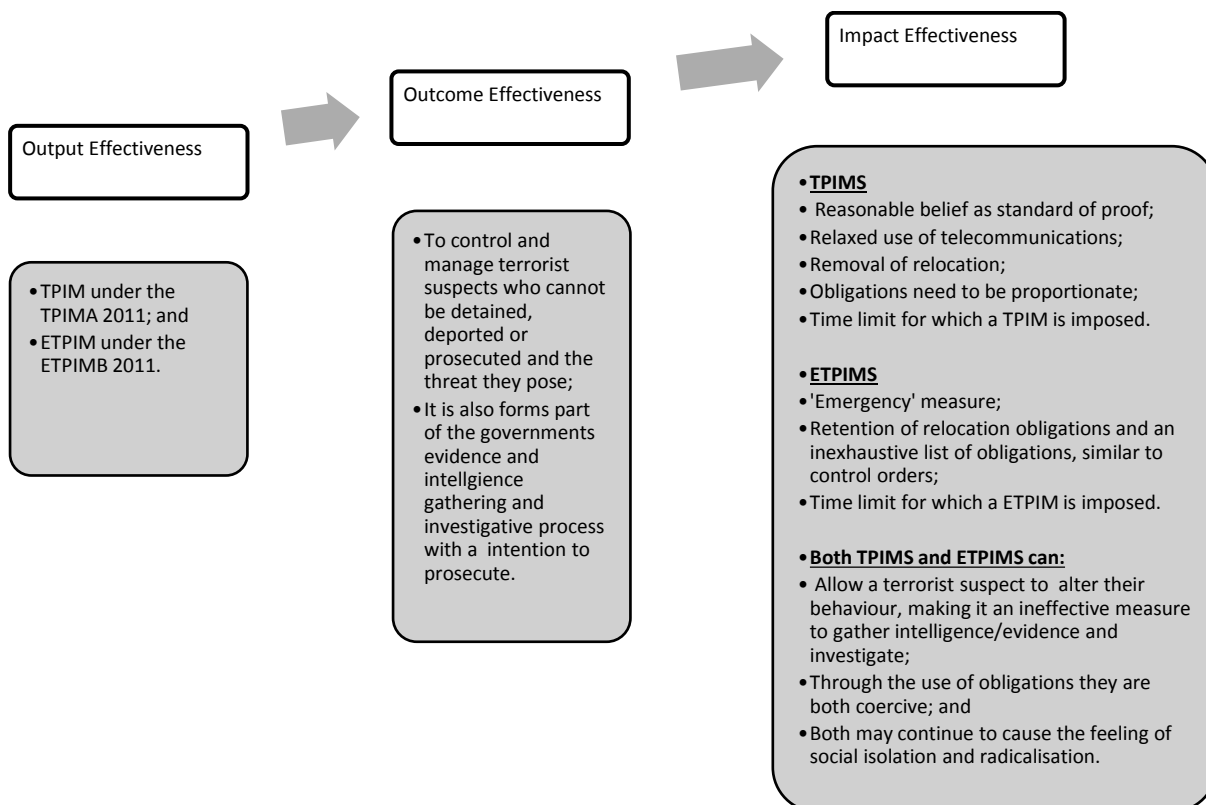 Output Effectiveness
• TPIM under the
TPIMA 2011; and
• ETPIM under the
ETPIMB 2011.
Outcome Effectiveness
• To control and
manage terrorist
suspects who cannot
be detained,
deported or
prosecuted and the
threat they pose;
• It is also forms part
of the governments
evidence and
intellgience
gathering and
investigative process
with a intention to
prosecute.
Impact Effectiveness
• TPIMS
• Reasonable belief as standard of proof;
• Relaxed use of telecommunications;
• Removal of relocation;
• Obligations need to be proportionate;
• Time limit for which a TPIM is imposed.
• ETPIMS
• 'Emergency' measure;
• Retention of relocation obligations and an
inexhaustive list of obligations, similar to
control orders;
• Time limit for which a ETPIM is imposed.
• Both TPIMS and ETPIMS can:
• Allow a terrorist suspect to alter their
behaviour, making it an ineffective measure
to gather intelligence/evidence and
investigate;
• Through the use of obligations they are
both coercive; and
• Both may continue to cause the feeling of
social isolation and radicalisation.